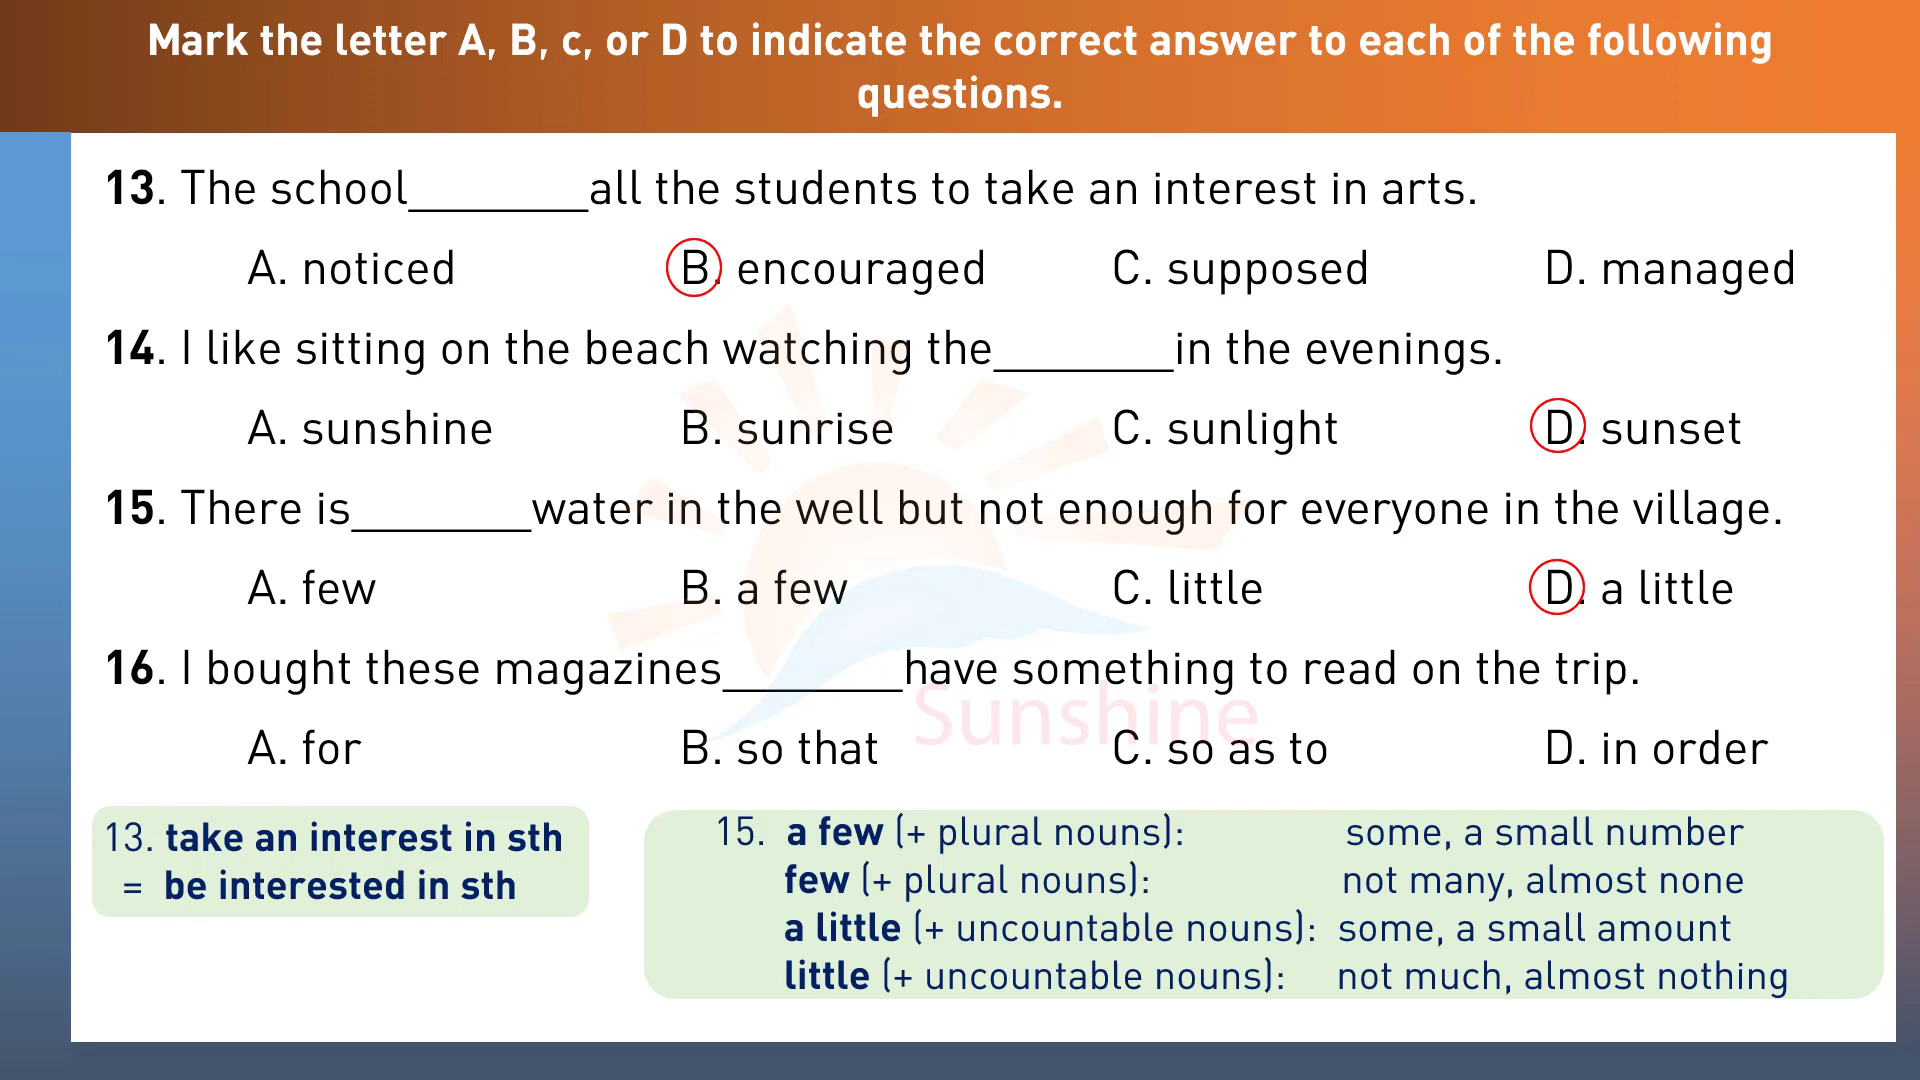 Mark the letter A, B, c, or D to indicate the correct answer to each of the following
questions.
13. The school_______all the students to take an interest in arts.
A. noticed B. encouraged C. supposed D. managed
14. I like sitting on the beach watching the_______in the evenings.
A. sunshine B. sunrise C. sunlight D. sunset
15. There is_______water in the well but not enough for everyone in the village.
A. few B. a few C. little D. a little
16. I bought these magazines_______have something to read on the trip.
Sunshine
A. for B. so that C. so as to D. in order
13. take an interest in sth
= be interested in sth
15. a few (+ plural nouns): some, a small number
few (+ plural nouns): not many, almost none
a little (+ uncountable nouns): some, a small amount
little (+ uncountable nouns): not much, almost nothing